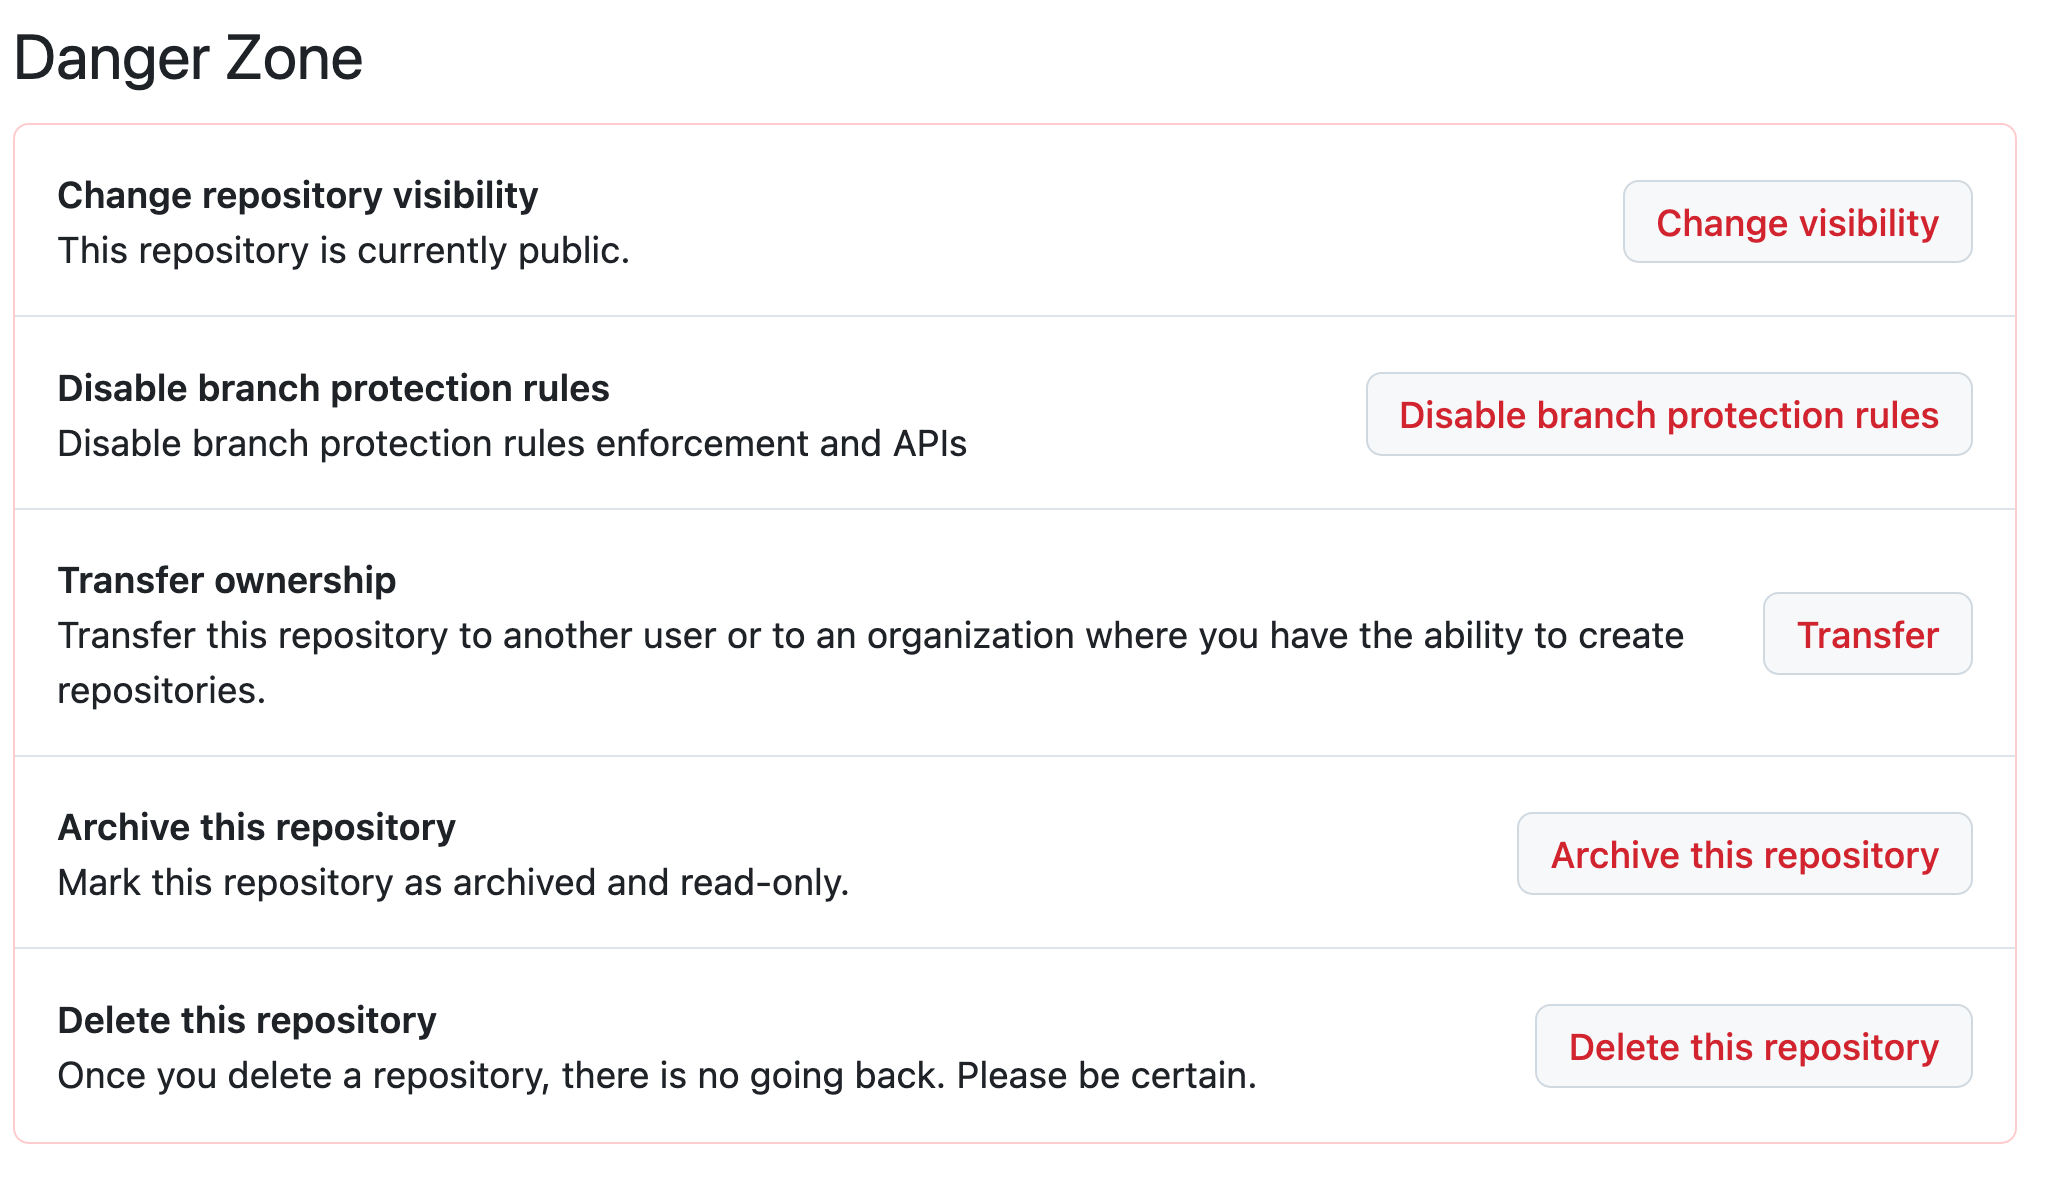 Danger Zone
Change repository visibility
This repository is currently public.
Change visibility
Disable branch protection rules
Disable branch protection rules enforcement and APIs
Disable branch protection rules
Transfer ownership
Transfer this repository to another user or to an organization where you have the ability to create
repositories.
Transfer
Archive this repository
Mark this repository as archived and read-only.
Archive this repository
Delete this repository
Once you delete a repository, there is no going back. Please be certain.
Delete this repository